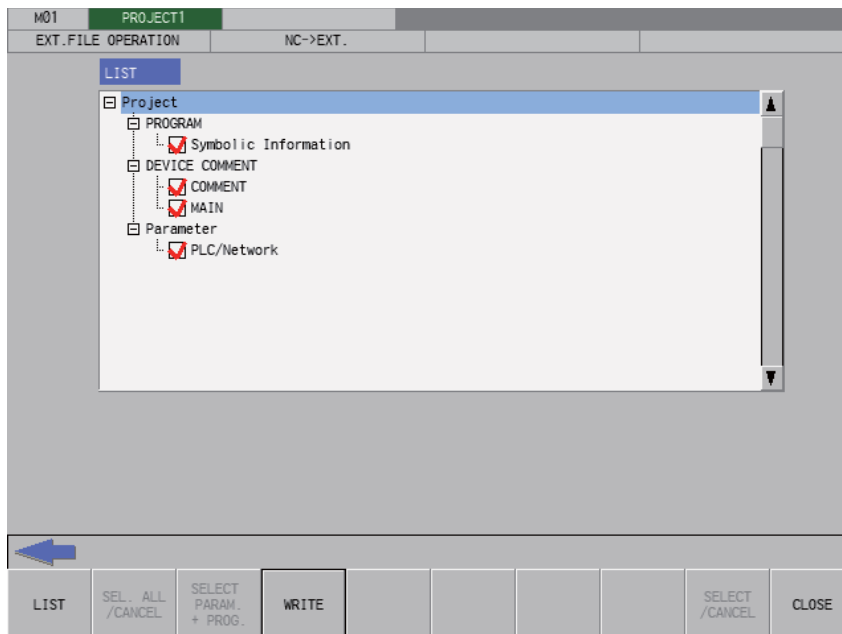 M01 PROJECT1
EXT.FILE OPERATION NC->EXT.
LIST
Project
PROGRAM
Symbolic Information
DEVICE COMMENT
COMMENT
MAIN
Parameter
PLC/Network
LIST
SEL. ALL
/CANCEL
SELECT
PARAM.
+ PROG.
WRITE
SELECT
/CANCEL
CLOSE